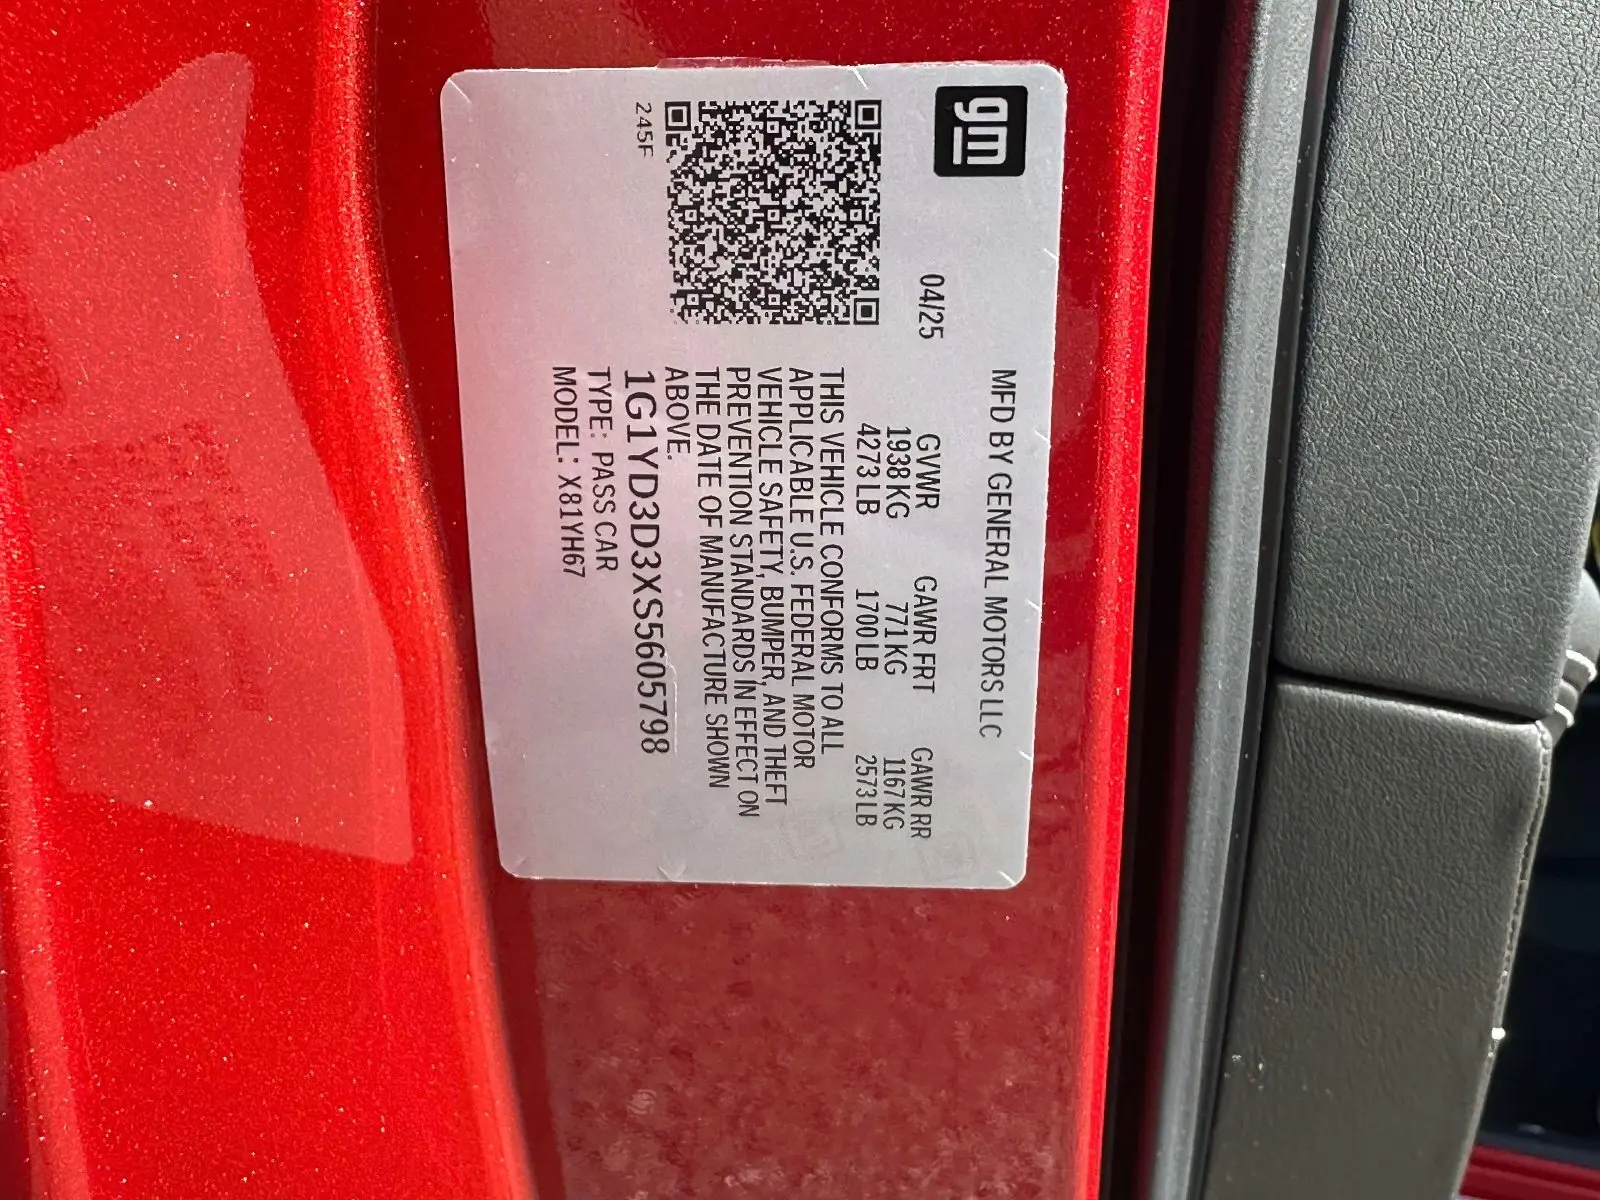 gm
MFD BY GENERAL MOTORS LLC
04/25
GVWR GAWR FRT GAWR RR
1938 KG 771 KG 1167 KG
4273 LB 1700 LB 2573 LB
THIS VEHICLE CONFORMS TO ALL
APPLICABLE U.S. FEDERAL MOTOR
VEHICLE SAFETY, BUMPER, AND THEFT
PREVENTION STANDARDS IN EFFECT ON
THE DATE OF MANUFACTURE SHOWN
ABOVE.
1G1YD3D3XS5605798
TYPE: PASS CAR
MODEL: X81YH67
245F